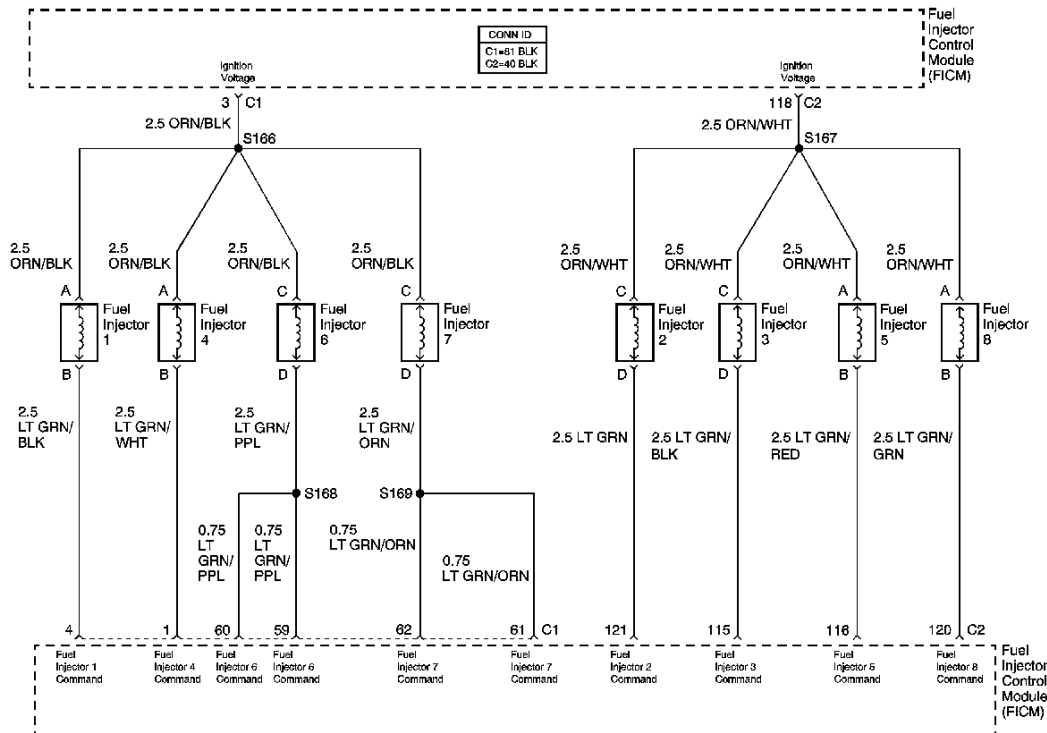 Fuel
Injector
Control
Module
(FICM)
CONN ID
C1=81 BLK
C2=40 BLK
Ignition
Voltage
Ignition
Voltage
3 C1
118 C2
2.5 ORN/BLK
2.5 ORN/WHT
S166
S167
2.5
ORN/BLK
2.5
ORN/BLK
2.5
ORN/BLK
2.5
ORN/BLK
2.5
ORN/WHT
2.5
ORN/WHT
2.5
ORN/WHT
2.5
ORN/WHT
A
A
C
C
C
C
A
A
Fuel
Injector
1
Fuel
Injector
4
Fuel
Injector
6
Fuel
Injector
7
Fuel
Injector
2
Fuel
Injector
3
Fuel
Injector
5
Fuel
Injector
8
B
B
D
D
D
D
B
B
2.5
LT GRN/
BLK
2.5
LT GRN/
WHT
2.5
LT GRN/
PPL
2.5
LT GRN/
ORN
2.5 LT GRN
2.5 LT GRN/
BLK
2.5 LT GRN/
RED
2.5 LT GRN/
GRN
S168
S169
0.75
LT
GRN/
PPL
0.75
LT
GRN/
PPL
0.75
LT GRN/ORN
0.75
LT GRN/ORN
4
1
60
59
62
61 C1
121
115
116
120 C2
Fuel
Injector 1
Command
Fuel
Injector 4
Command
Fuel
Injector 6
Command
Fuel
Injector 6
Command
Fuel
Injector 7
Command
Fuel
Injector 7
Command
Fuel
Injector 2
Command
Fuel
Injector 3
Command
Fuel
Injector 5
Command
Fuel
Injector 8
Command
Fuel
Injector
Control
Module
(FICM)